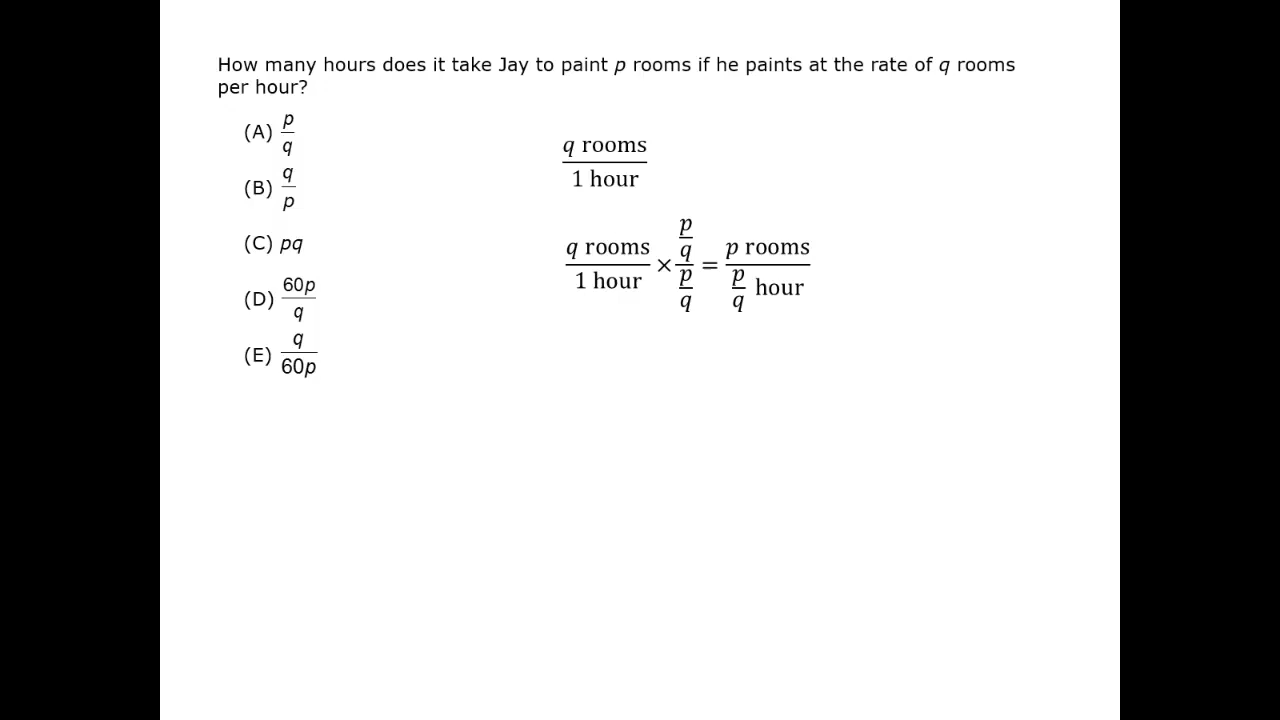 How many hours does it take Jay to paint p rooms if he paints at the rate of q rooms
per hour?
(A) p/q
(B) q/p
(C) pq
(D) 60p/q
(E) q/60p
q rooms/1 hour
q rooms/1 hour × (p/q)/(p/q) = p rooms/(p/q) hour